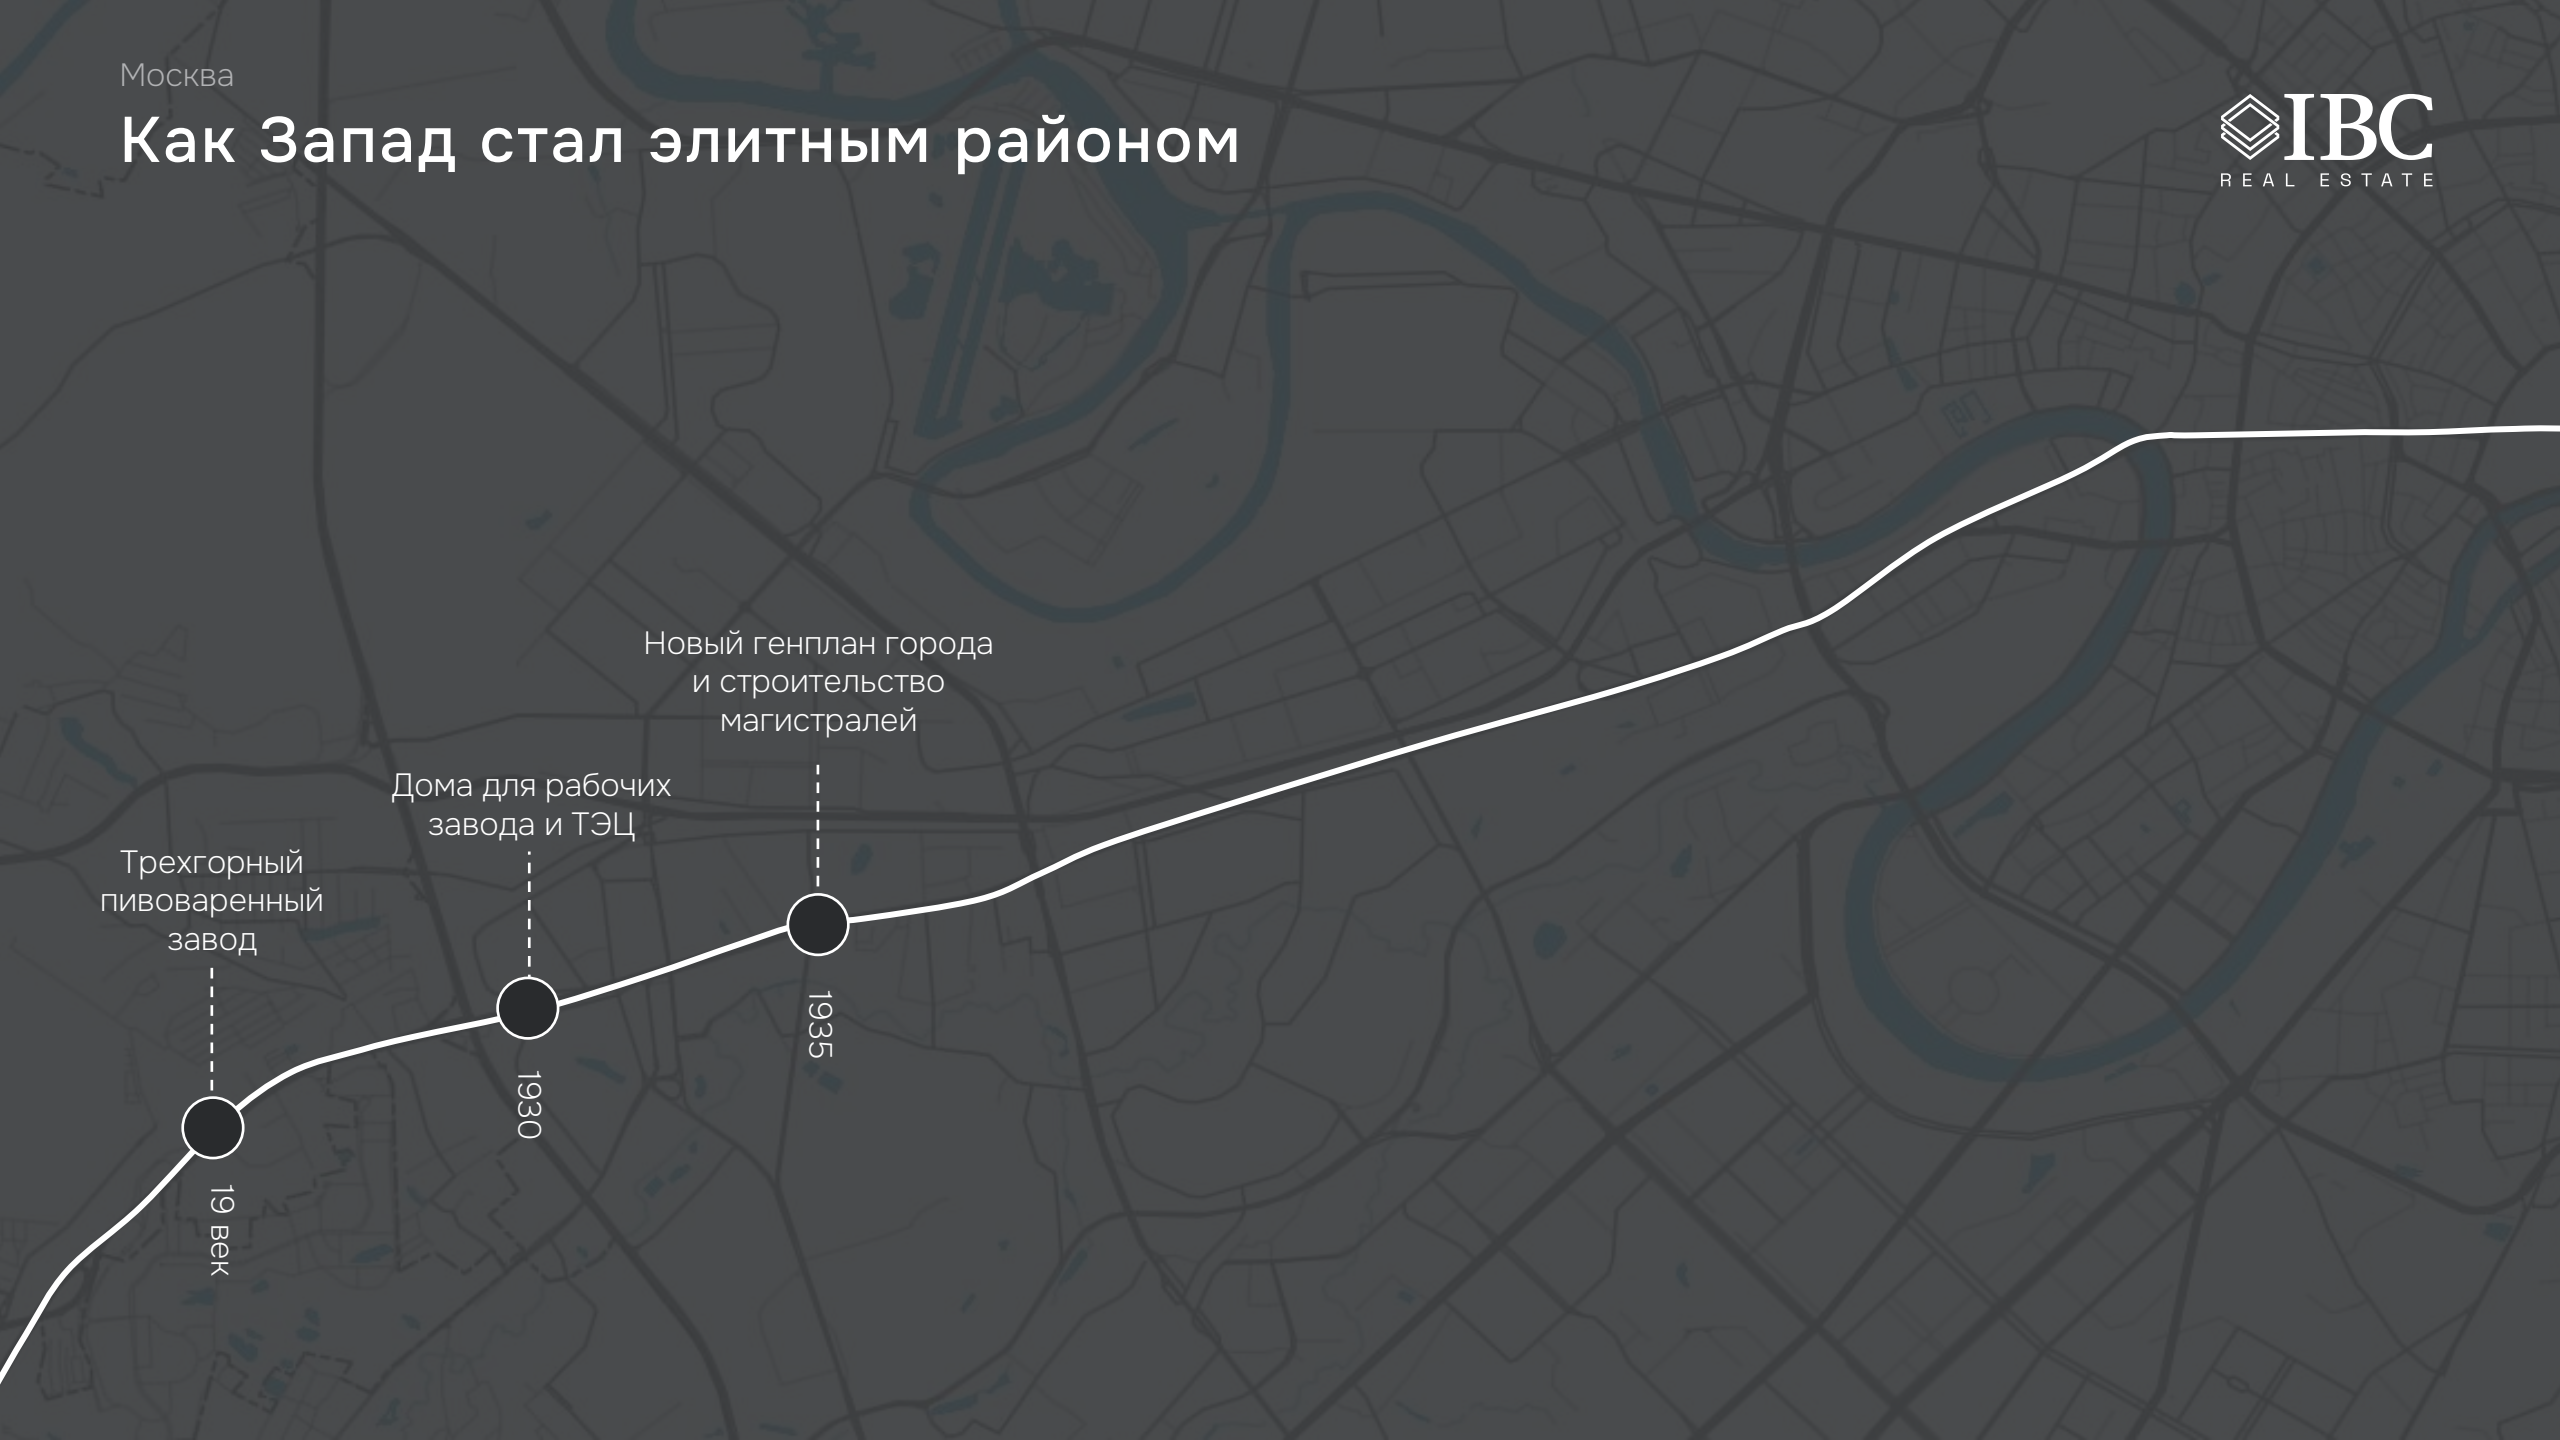 Москва
Как Запад стал элитным районом
IBC
REAL ESTATE
Новый генплан города
и строительство
магистралей
Дома для рабочих
завода и ТЭЦ
Трехгорный
пивоваренный
завод
1935
1930
19 век